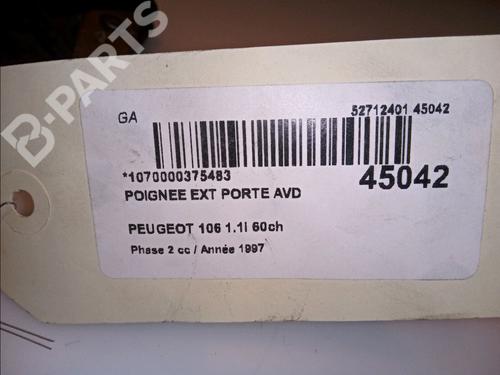 B-PARTS
GA
52712401 45042
*1070000375483
45042
POIGNEE EXT PORTE AVD
PEUGEOT 106 1.1i 60ch
Phase 2 cc / Année 1997